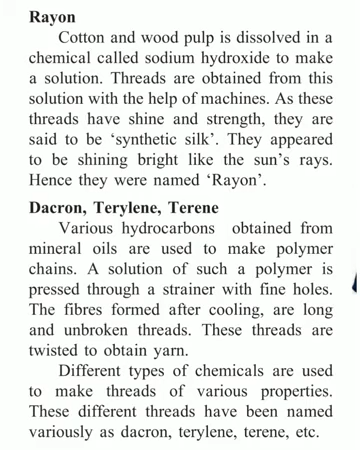 Rayon
Cotton and wood pulp is dissolved in a
chemical called sodium hydroxide to make
a solution. Threads are obtained from this
solution with the help of machines. As these
threads have shine and strength, they are
said to be ‘synthetic silk’. They appeared
to be shining bright like the sun’s rays.
Hence they were named ‘Rayon’.
Dacron, Terylene, Terene
Various hydrocarbons obtained from
mineral oils are used to make polymer
chains. A solution of such a polymer is
pressed through a strainer with fine holes.
The fibres formed after cooling, are long
and unbroken threads. These threads are
twisted to obtain yarn.
Different types of chemicals are used
to make threads of various properties.
These different threads have been named
variously as dacron, terylene, terene, etc.